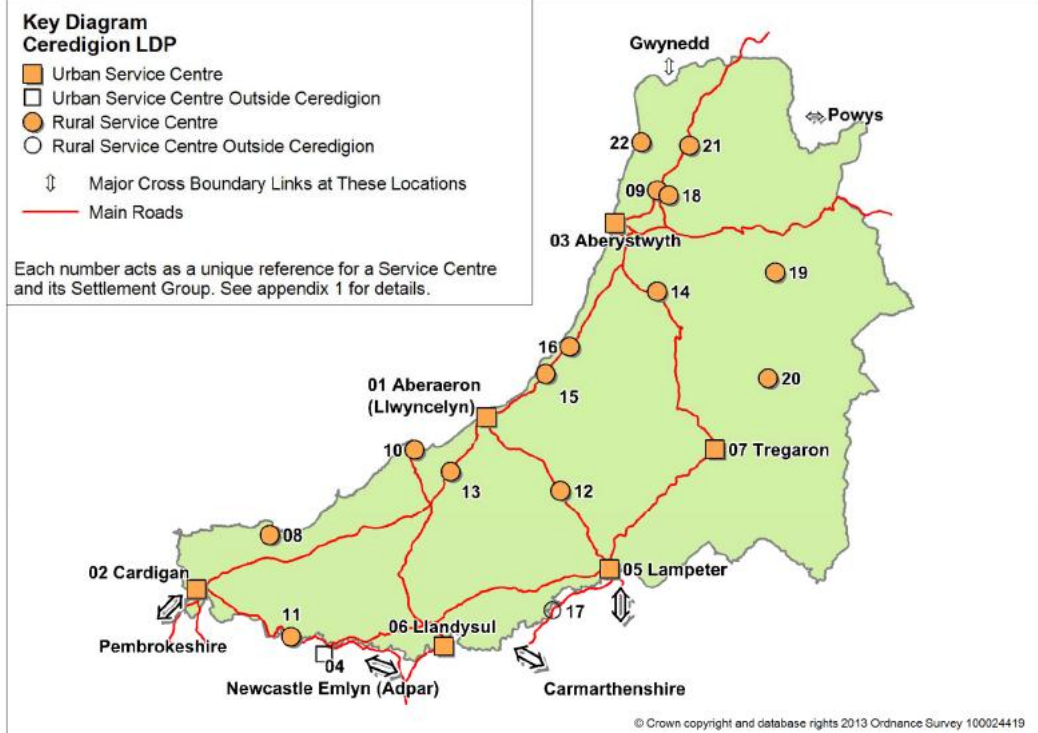 Key Diagram
Ceredigion LDP
Urban Service Centre
Urban Service Centre Outside Ceredigion
Rural Service Centre
Rural Service Centre Outside Ceredigion
Major Cross Boundary Links at These Locations
Main Roads
Each number acts as a unique reference for a Service Centre
and its Settlement Group. See appendix 1 for details.
Gwynedd
Powys
22
21
09
18
03 Aberystwyth
19
14
16
15
20
01 Aberaeron
(Llwyncelyn)
10
13
07 Tregaron
12
08
02 Cardigan
05 Lampeter
11
17
06 Llandysul
Pembrokeshire
04
Newcastle Emlyn (Adpar)
Carmarthenshire
© Crown copyright and database rights 2013 Ordnance Survey 100024419